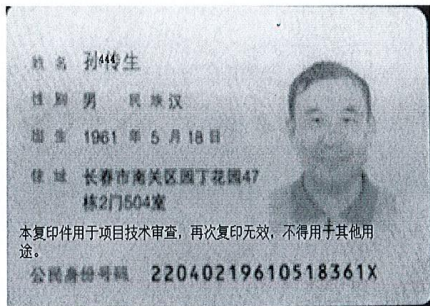 姓名 孙传生
性别 男 民族 汉
出生 1961 年 5 月 18 日
住址 长春市南关区园丁花园47
栋2门504室
本复印件用于项目技术审查，再次复印无效，不得用于其他用
途。
公民身份号码 22040219610518361X